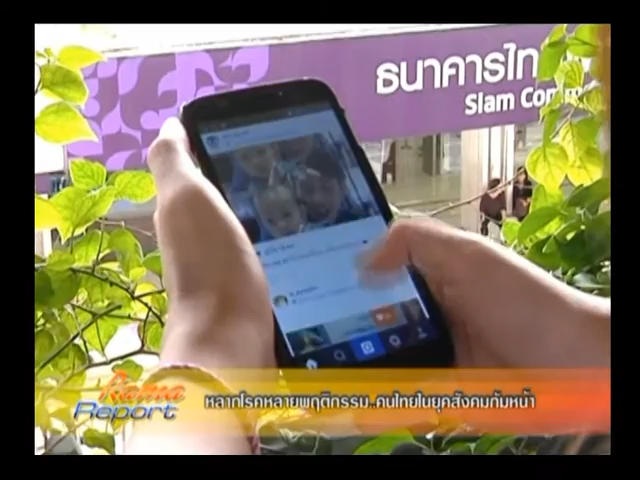 ธนาคารไท
Siam Com
Rama
Report
หลากโรคหลายพฤติกรรม..คนไทยในยุคสังคมก้มหน้า